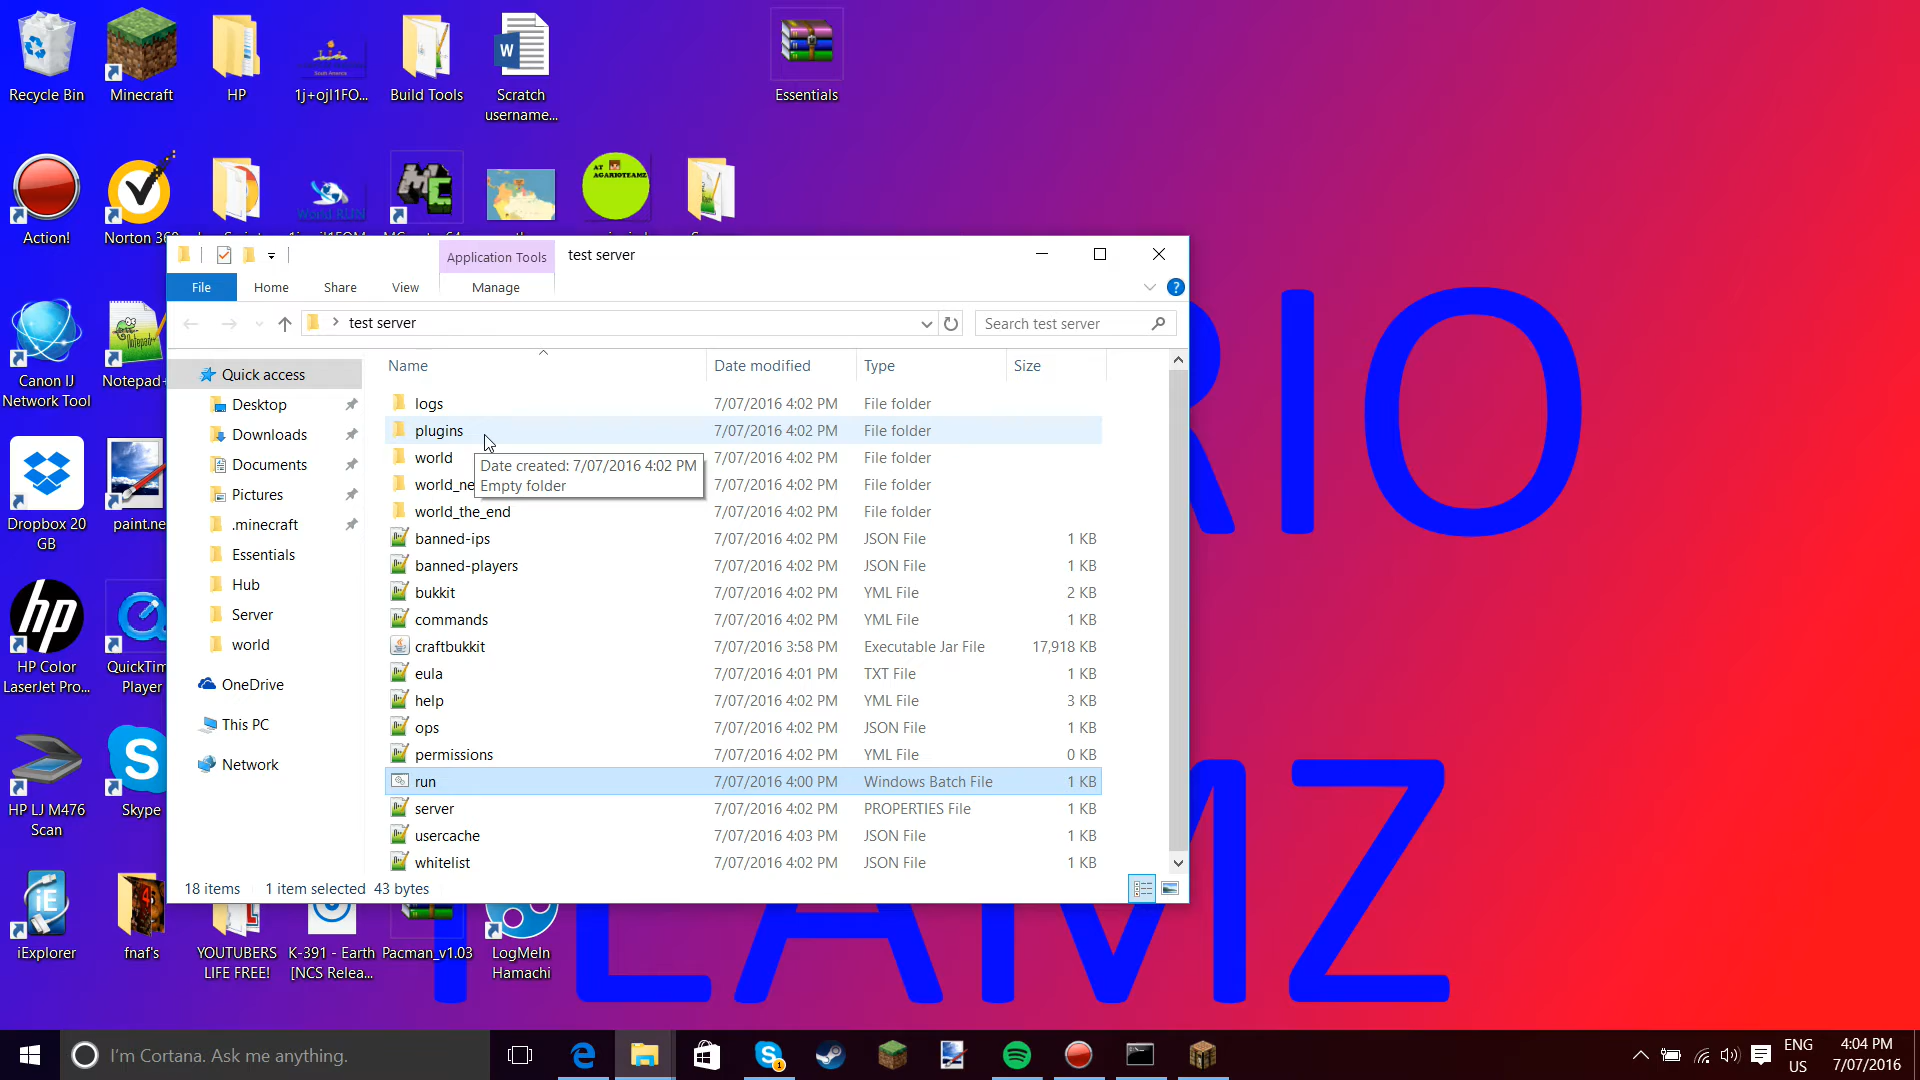 Recycle Bin
Minecraft
HP
1j+ojl1FO...
Build Tools
Scratch
username...
Essentials
South America
AT
AGARIOTEAMZ
World RUN
Action!
Norton 360
Application Tools
test server
File
Home
Share
View
Manage
test server
Search test server
Name
Date modified
Type
Size
Quick access
Desktop
Downloads
Documents
Pictures
.minecraft
Essentials
Hub
Server
world
OneDrive
This PC
Network
logs 7/07/2016 4:02 PM File folder
plugins 7/07/2016 4:02 PM File folder
world 7/07/2016 4:02 PM File folder
world_ne 7/07/2016 4:02 PM File folder
world_the_end 7/07/2016 4:02 PM File folder
banned-ips 7/07/2016 4:02 PM JSON File 1 KB
banned-players 7/07/2016 4:02 PM JSON File 1 KB
bukkit 7/07/2016 4:02 PM YML File 2 KB
commands 7/07/2016 4:02 PM YML File 1 KB
craftbukkit 7/07/2016 3:58 PM Executable Jar File 17,918 KB
eula 7/07/2016 4:01 PM TXT File 1 KB
help 7/07/2016 4:02 PM YML File 3 KB
ops 7/07/2016 4:02 PM JSON File 1 KB
permissions 7/07/2016 4:02 PM YML File 0 KB
run 7/07/2016 4:00 PM Windows Batch File 1 KB
server 7/07/2016 4:02 PM PROPERTIES File 1 KB
usercache 7/07/2016 4:03 PM JSON File 1 KB
whitelist 7/07/2016 4:02 PM JSON File 1 KB
Date created: 7/07/2016 4:02 PM
Empty folder
18 items 1 item selected 43 bytes
Canon IJ
Network Tool
Notepad+
Dropbox 20
GB
paint.ne
HP Color
LaserJet Pro...
QuickTim
Player
HP LJ M476
Scan
Skype
iExplorer
fnaf's
YOUTUBERS
LIFE FREE!
K-391 - Earth
[NCS Relea...
Pacman_v1.03
LogMeIn
Hamachi
RIO
TEAMZ
I'm Cortana. Ask me anything.
ENG
US
4:04 PM
7/07/2016